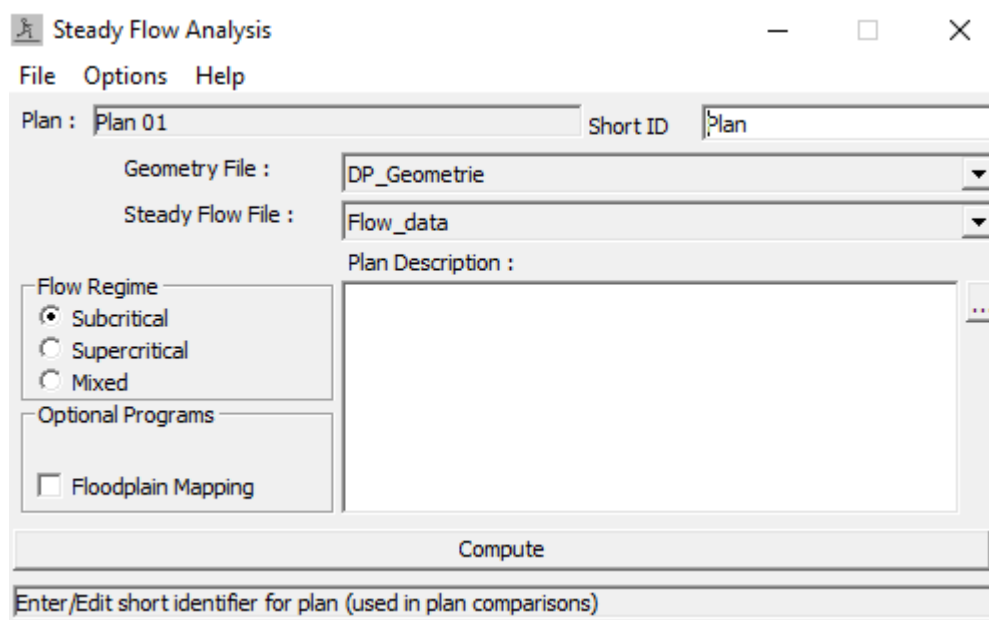 Steady Flow Analysis
File Options Help
Plan : Plan 01 Short ID Plan
Geometry File : DP_Geometrie
Steady Flow File : Flow_data
Plan Description :
Flow Regime
Subcritical
Supercritical
Mixed
Optional Programs
Floodplain Mapping
...
Compute
Enter/Edit short identifier for plan (used in plan comparisons)